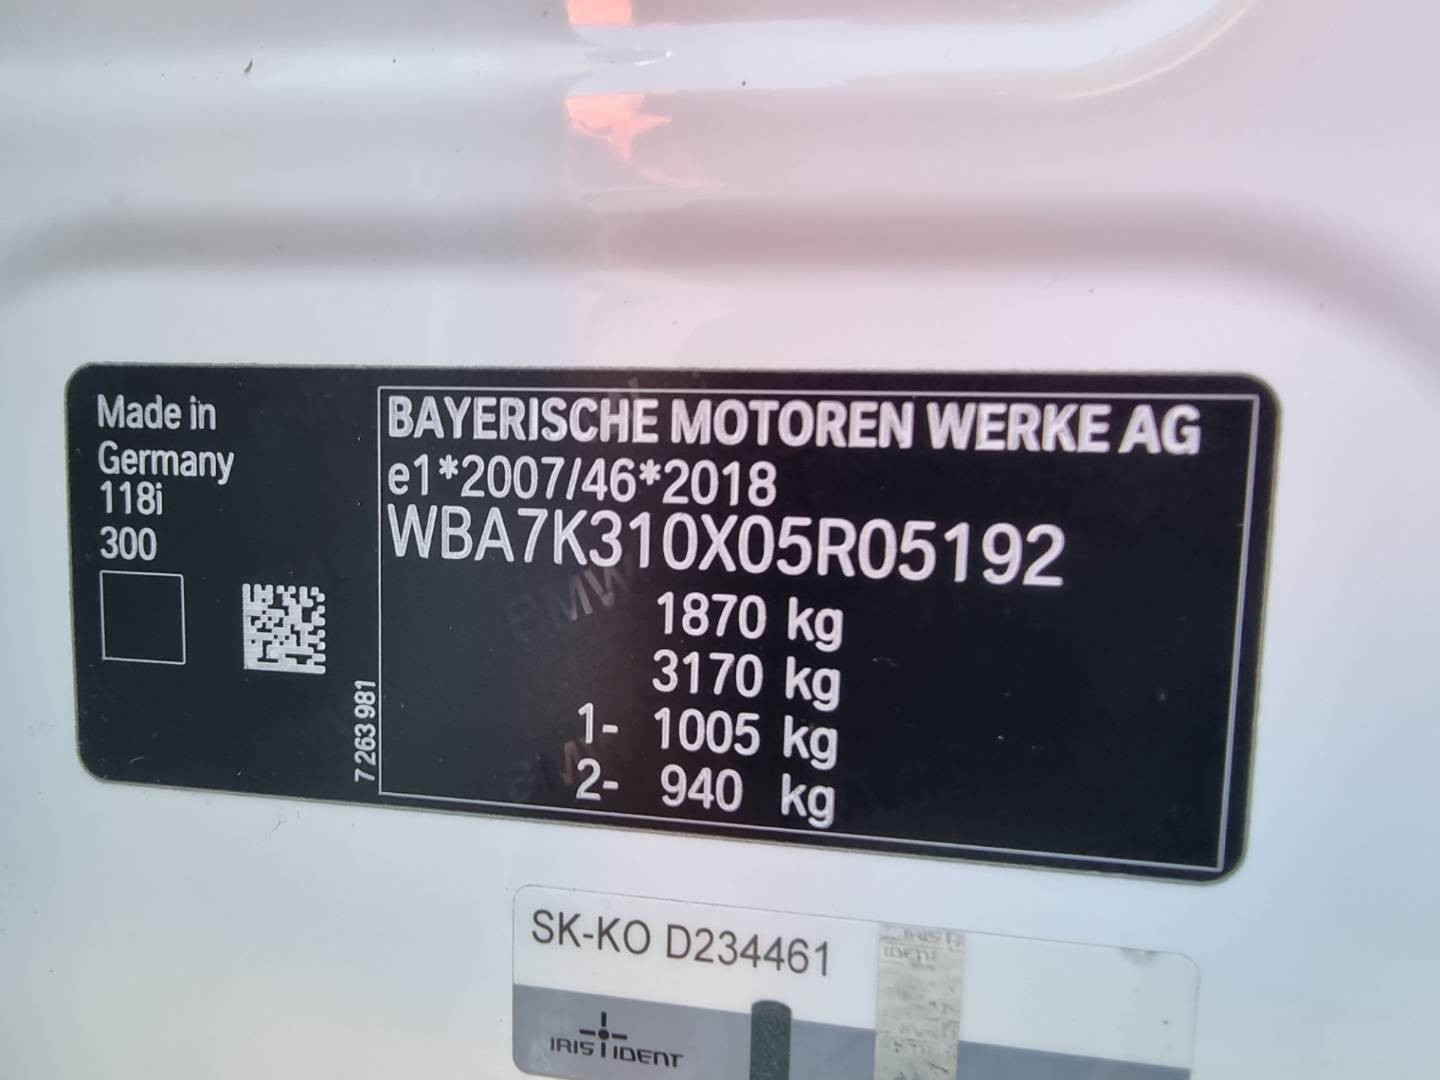 Made in
Germany
118i
300
7 263 981
BAYERISCHE MOTOREN WERKE AG
e1*2007/46*2018
WBA7K310X05R05192
1870 kg
3170 kg
1- 1005 kg
2- 940 kg
SK-KO D234461
IRIS IDENT